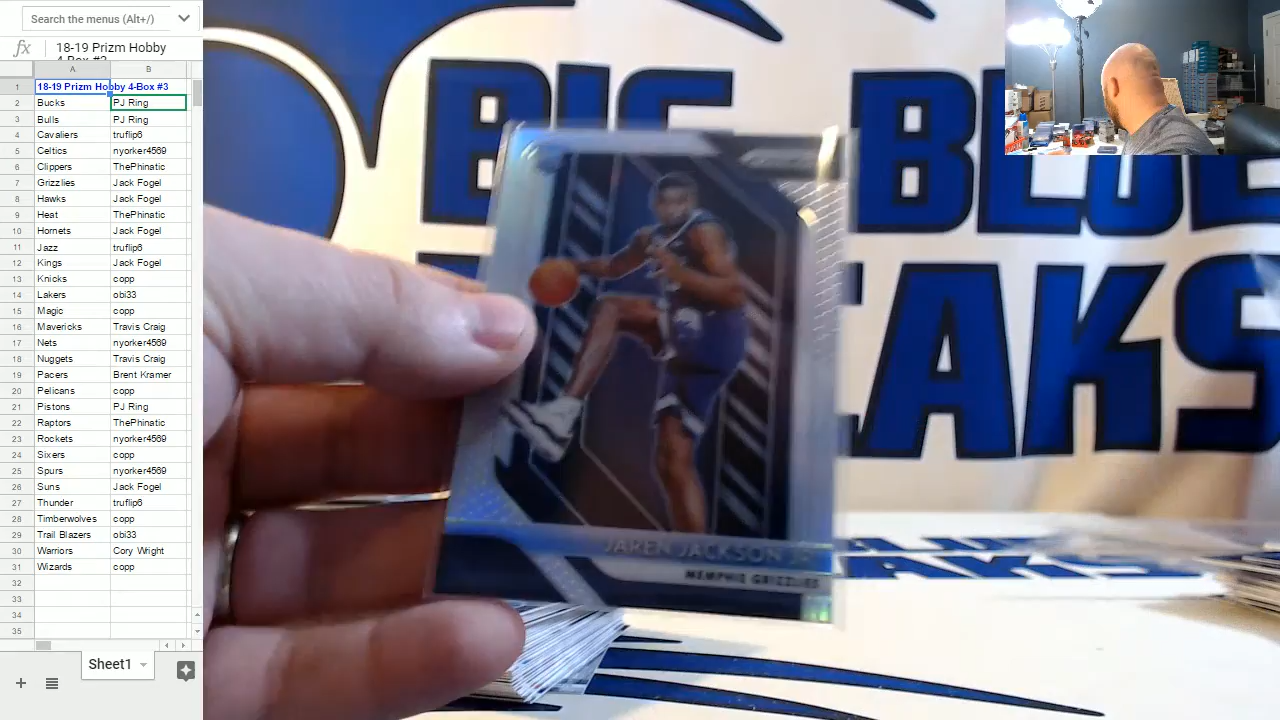 Search the menus (Alt+/)
fx 18-19 Prizm Hobby
A B
1 18-19 Prizm Hobby 4-Box #3
2 Bucks PJ Ring
3 Bulls PJ Ring
4 Cavaliers truflip6
5 Celtics nyorker4569
6 Clippers ThePhinatic
7 Grizzlies Jack Fogel
8 Hawks Jack Fogel
9 Heat ThePhinatic
10 Hornets Jack Fogel
11 Jazz truflip6
12 Kings Jack Fogel
13 Knicks copp
14 Lakers obi33
15 Magic copp
16 Mavericks Travis Craig
17 Nets nyorker4569
18 Nuggets Travis Craig
19 Pacers Brent Kramer
20 Pelicans copp
21 Pistons PJ Ring
22 Raptors ThePhinatic
23 Rockets nyorker4569
24 Sixers copp
25 Spurs nyorker4569
26 Suns Jack Fogel
27 Thunder truflip6
28 Timberwolves copp
29 Trail Blazers obi33
30 Warriors Cory Wright
31 Wizards copp
32
33
34
35
Sheet1
BIG BLUE
EAKS
JAREN JACKSON JR.
MEMPHIS GRIZZLIES